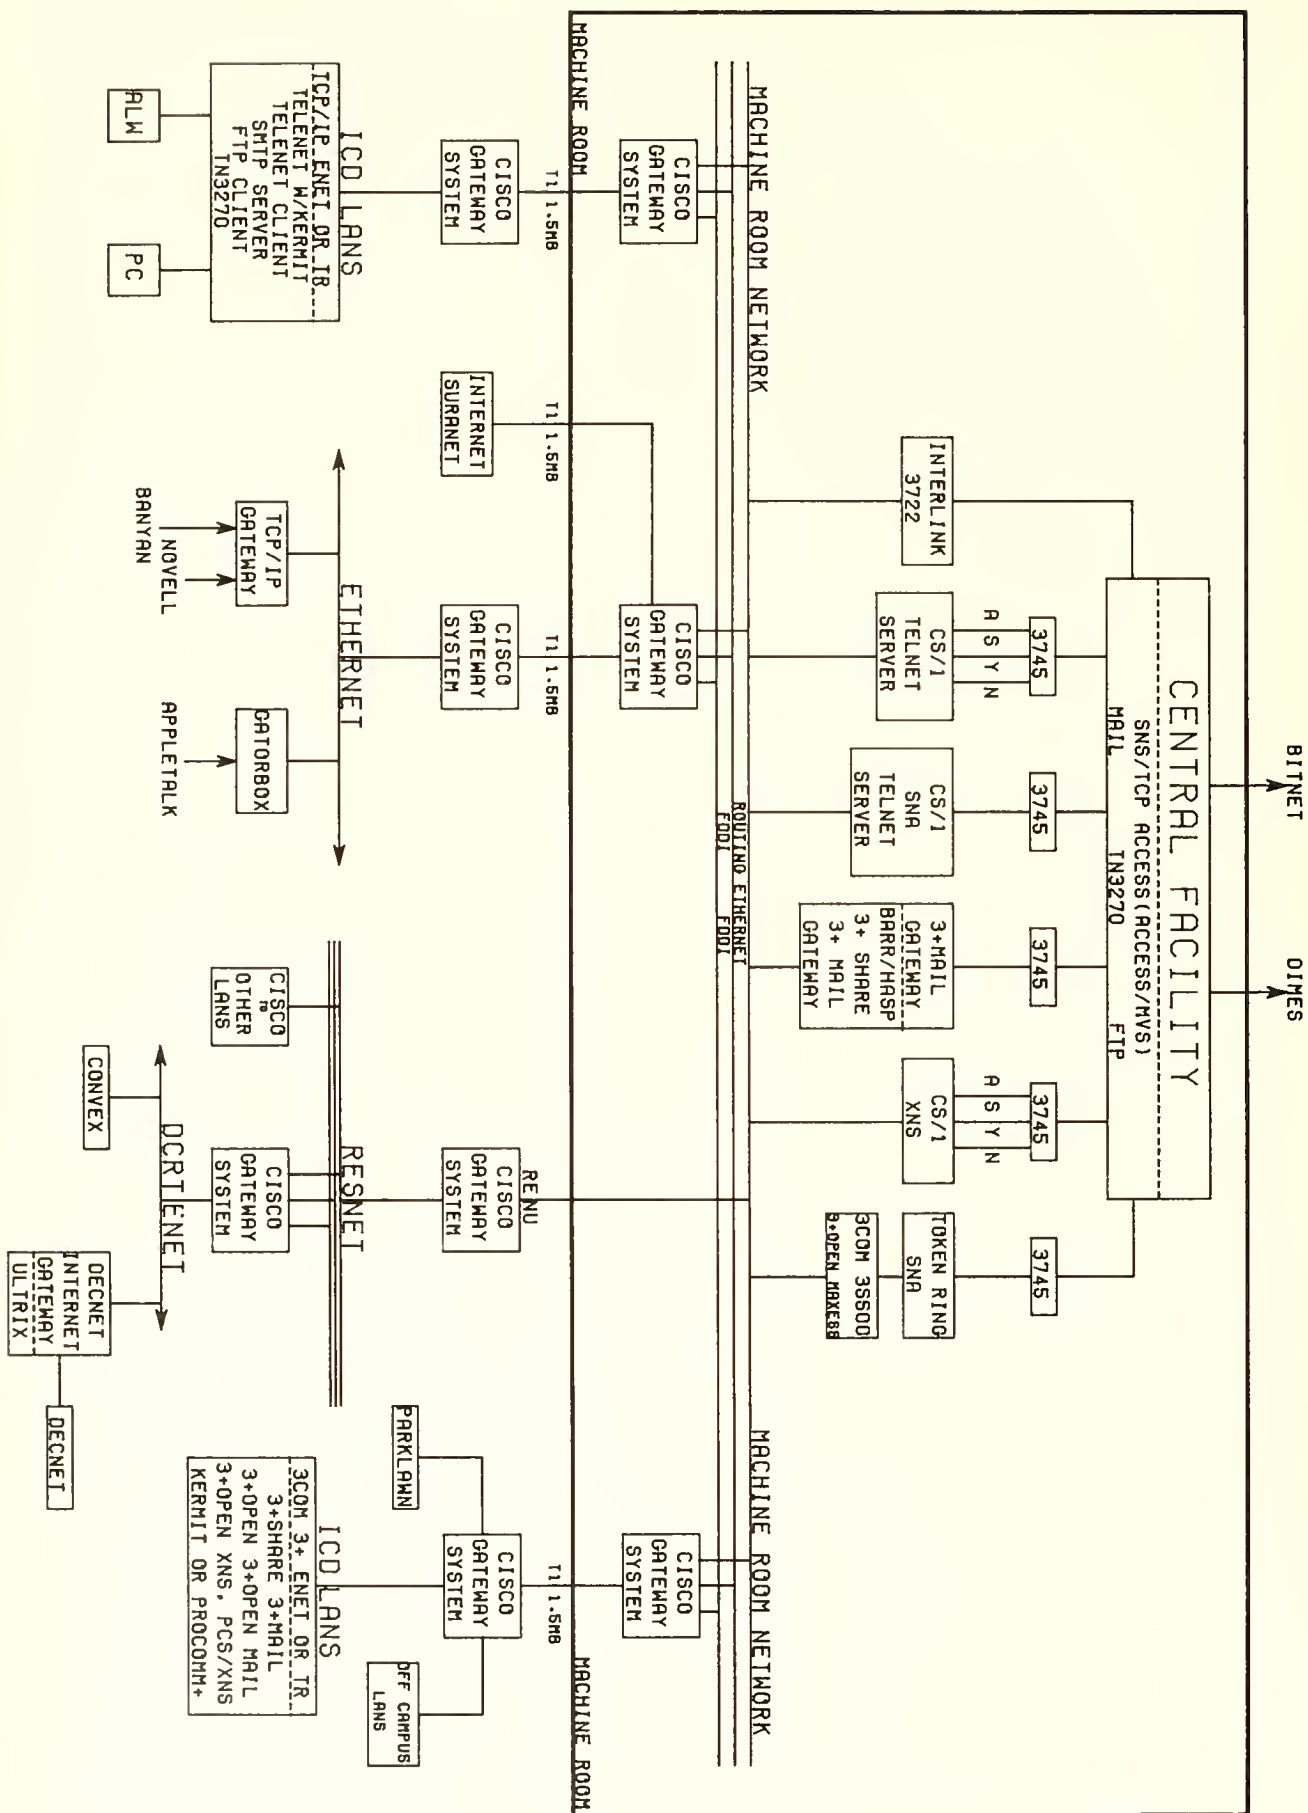 BITNET
DIMES
CENTRAL FACILITY
SNS/TCP ACCESS(ACCESS/MVS)
MAIL TN3270 FTP
3745
3745
3745
3745
3745
INTERLINK
3722
A S Y N
CS/1
TELNET
SERVER
CS/1
SNA
TELNET
SERVER
3+MAIL
GATEWAY
BARR/HASP
3+ SHARE
3+ MAIL
GATEWAY
A S Y N
CS/1
XNS
TOKEN RING
SNA
3COM 3S500
MACHINE ROOM NETWORK
MACHINE ROOM NETWORK
ROUTING ETHERNET
FDDI FDDI
CISCO
GATEWAY
SYSTEM
CISCO
GATEWAY
SYSTEM
CISCO
GATEWAY
SYSTEM
MACHINE ROOM
MACHINE ROOM
T1 1.5MB
T1 1.5MB
T1 1.5MB
T1 1.5MB
RENU
CISCO
GATEWAY
SYSTEM
INTERNET
SURANET
CISCO
GATEWAY
SYSTEM
CISCO
GATEWAY
SYSTEM
CISCO
GATEWAY
SYSTEM
PARKLAWN
OFF CAMPUS
LANS
ICD LANS
TCP/IP ENET OR TR
TELENET W/KERMIT
TELENET CLIENT
SMTP SERVER
FTP CLIENT
TN3270
ALW
PC
ETHERNET
TCP/IP
GATEWAY
NOVELL
BANYAN
GATORBOX
APPLETALK
RESNET
CISCO
TO
OTHER
LANS
CISCO
GATEWAY
SYSTEM
DCRTENET
CONVEX
DECNET
INTERNET
GATEWAY
ULTRIX
DECNET
ICD LANS
3COM 3+ ENET OR TR
3+SHARE 3+MAIL
3+OPEN 3+OPEN MAIL
3+OPEN XNS, PCS/XNS
KERMIT OR PROCOMM+